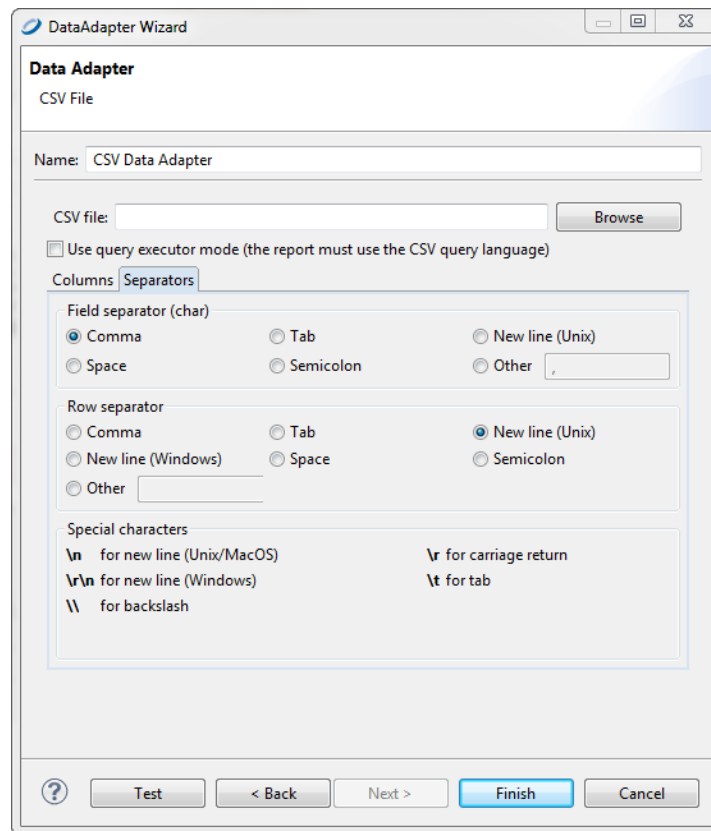 DataAdapter Wizard
Data Adapter
CSV File
Name: CSV Data Adapter
CSV file: Browse
Use query executor mode (the report must use the CSV query language)
Columns Separators
Field separator (char)
Comma Tab New line (Unix)
Space Semicolon Other ,
Row separator
Comma Tab New line (Unix)
New line (Windows) Space Semicolon
Other
Special characters
\n for new line (Unix/MacOS) \r for carriage return
\r\n for new line (Windows) \t for tab
\\ for backslash
? Test < Back Next > Finish Cancel